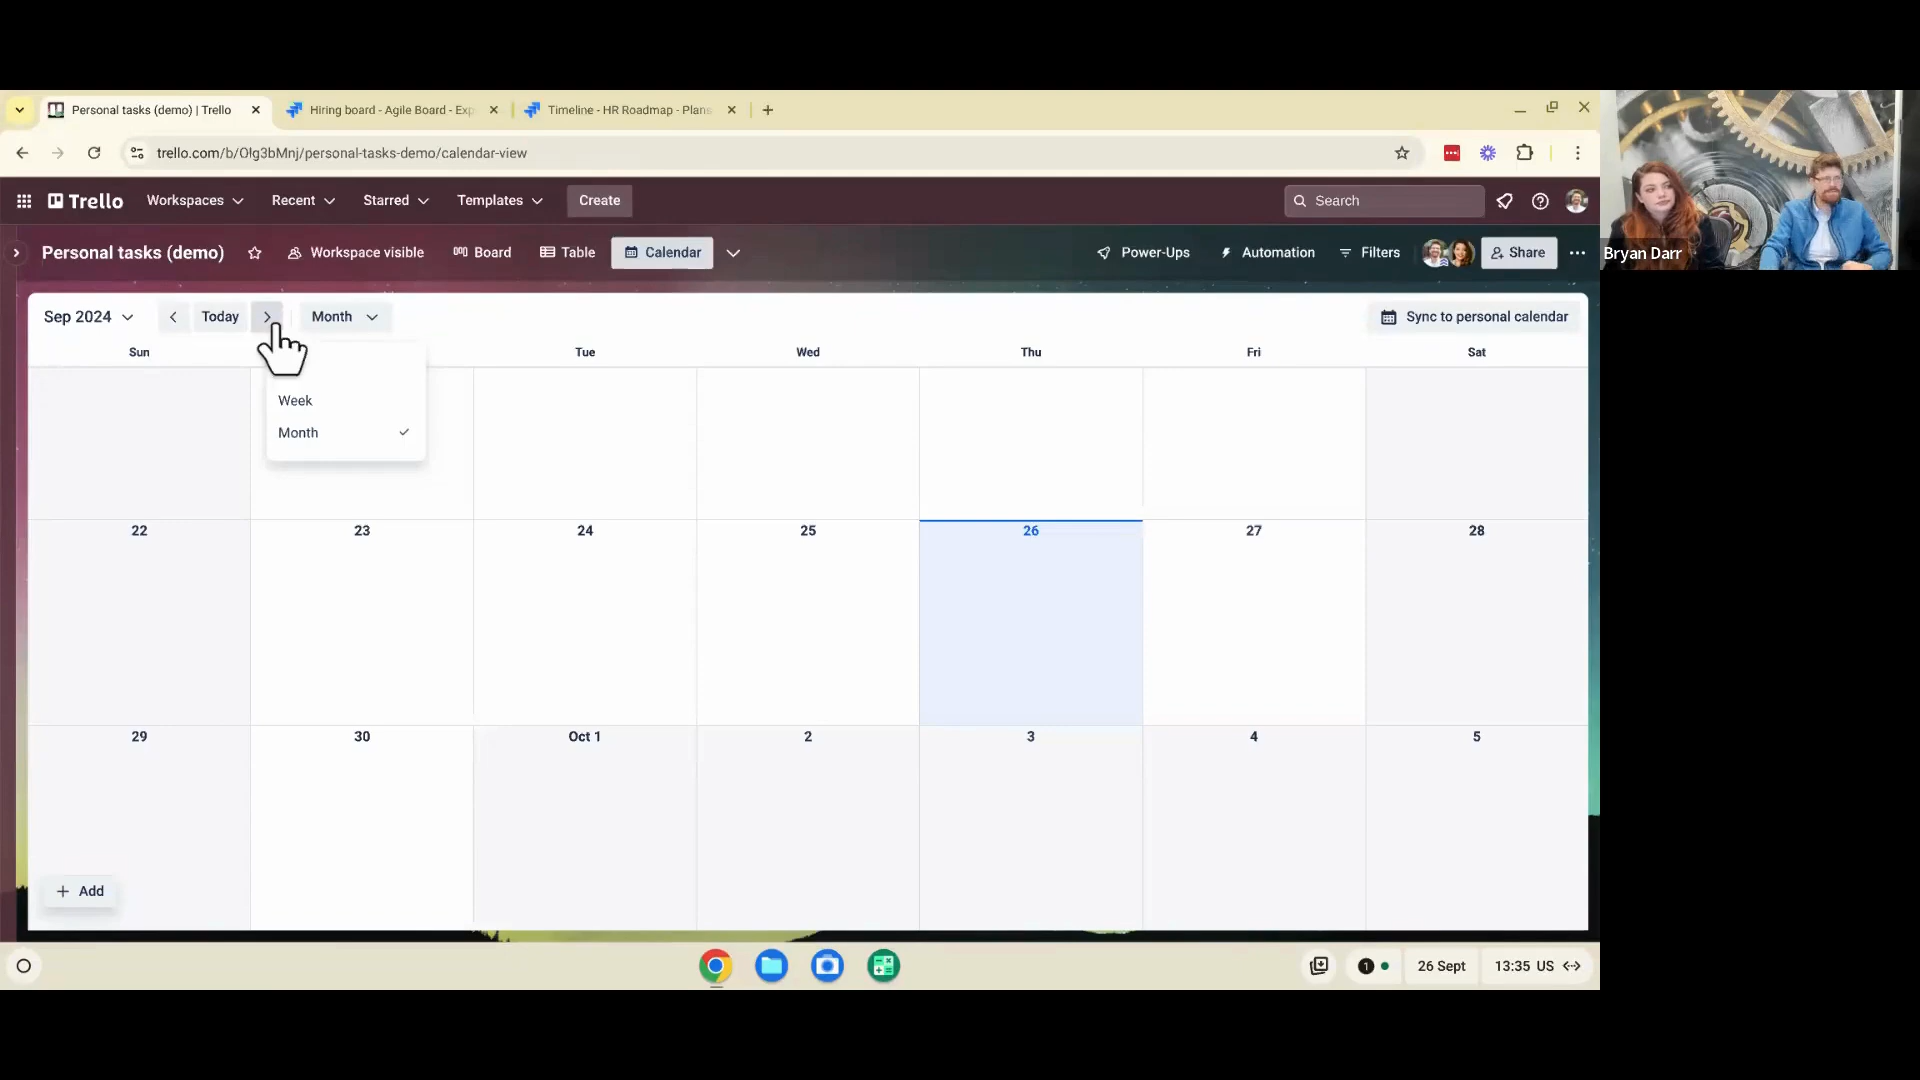 Personal tasks (demo) | Trello
Hiring board - Agile Board - Exp
Timeline - HR Roadmap - Plans
trello.com/b/Olg3bMnj/personal-tasks-demo/calendar-view
Trello Workspaces Recent Starred Templates Create Search
Personal tasks (demo) Workspace visible Board Table Calendar Power-Ups Automation Filters Share
Bryan Darr
Sep 2024 Today Month Sync to personal calendar
Sun Tue Wed Thu Fri Sat
Week
Month
22 23 24 25 26 27 28
29 30 Oct 1 2 3 4 5
Add
1 26 Sept 13:35 US